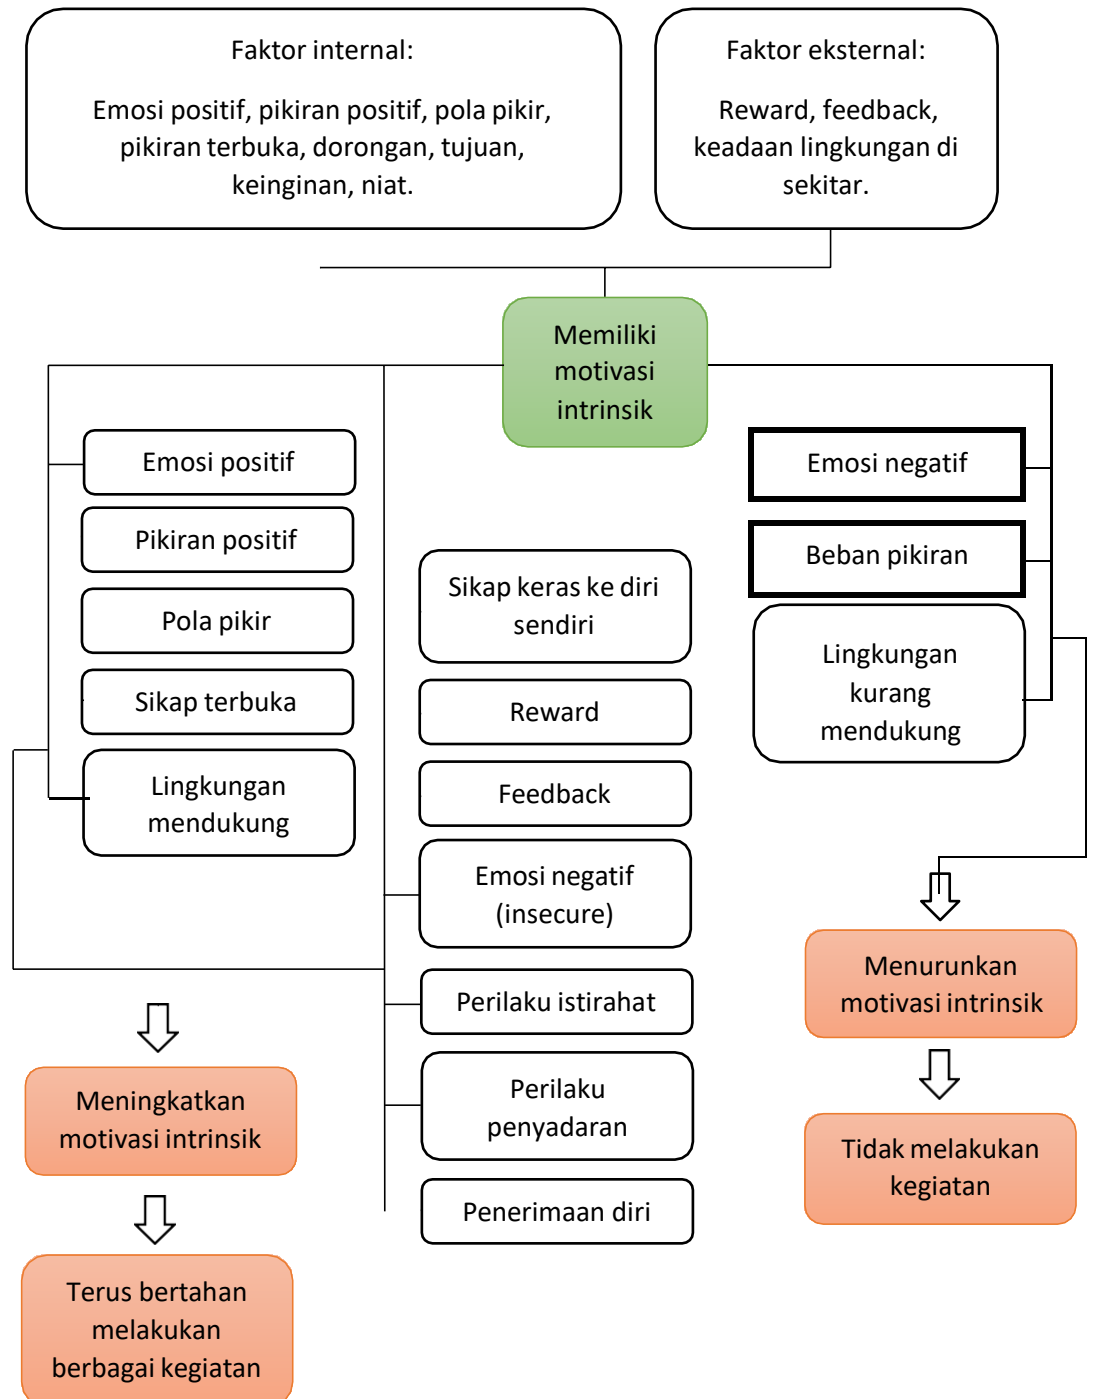 Faktor internal:
Emosi positif, pikiran positif, pola pikir,
pikiran terbuka, dorongan, tujuan,
keinginan, niat.
Faktor eksternal:
Reward, feedback,
keadaan lingkungan di
sekitar.
Memiliki
motivasi
intrinsik
Emosi positif
Pikiran positif
Pola pikir
Sikap terbuka
Lingkungan
mendukung
Sikap keras ke diri
sendiri
Reward
Feedback
Emosi negatif
(insecure)
Perilaku istirahat
Perilaku
penyadaran
Penerimaan diri
Emosi negatif
Beban pikiran
Lingkungan
kurang
mendukung
Menurunkan
motivasi intrinsik
Tidak melakukan
kegiatan
Meningkatkan
motivasi intrinsik
Terus bertahan
melakukan
berbagai kegiatan